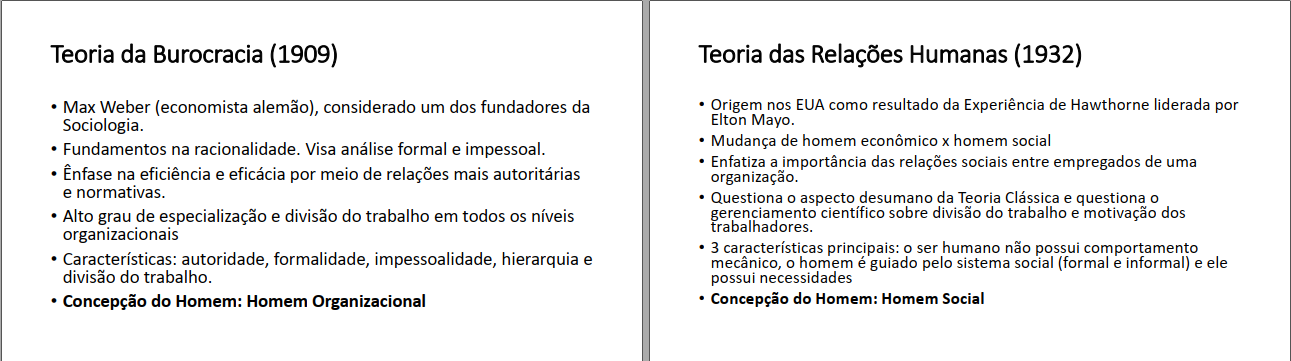 Teoria da Burocracia (1909)
• Max Weber (economista alemão), considerado um dos fundadores da
Sociologia.
• Fundamentos na racionalidade. Visa análise formal e impessoal.
• Ênfase na eficiência e eficácia por meio de relações mais autoritárias
e normativas.
• Alto grau de especialização e divisão do trabalho em todos os níveis
organizacionais
• Características: autoridade, formalidade, impessoalidade, hierarquia e
divisão do trabalho.
• Concepção do Homem: Homem Organizacional
Teoria das Relações Humanas (1932)
• Origem nos EUA como resultado da Experiência de Hawthorne liderada por
Elton Mayo.
• Mudança de homem econômico x homem social
• Enfatiza a importância das relações sociais entre empregados de uma
organização.
• Questiona o aspecto desumano da Teoria Clássica e questiona o
gerenciamento científico sobre divisão do trabalho e motivação dos
trabalhadores.
• 3 características principais: o ser humano não possui comportamento
mecânico, o homem é guiado pelo sistema social (formal e informal) e ele
possui necessidades
• Concepção do Homem: Homem Social